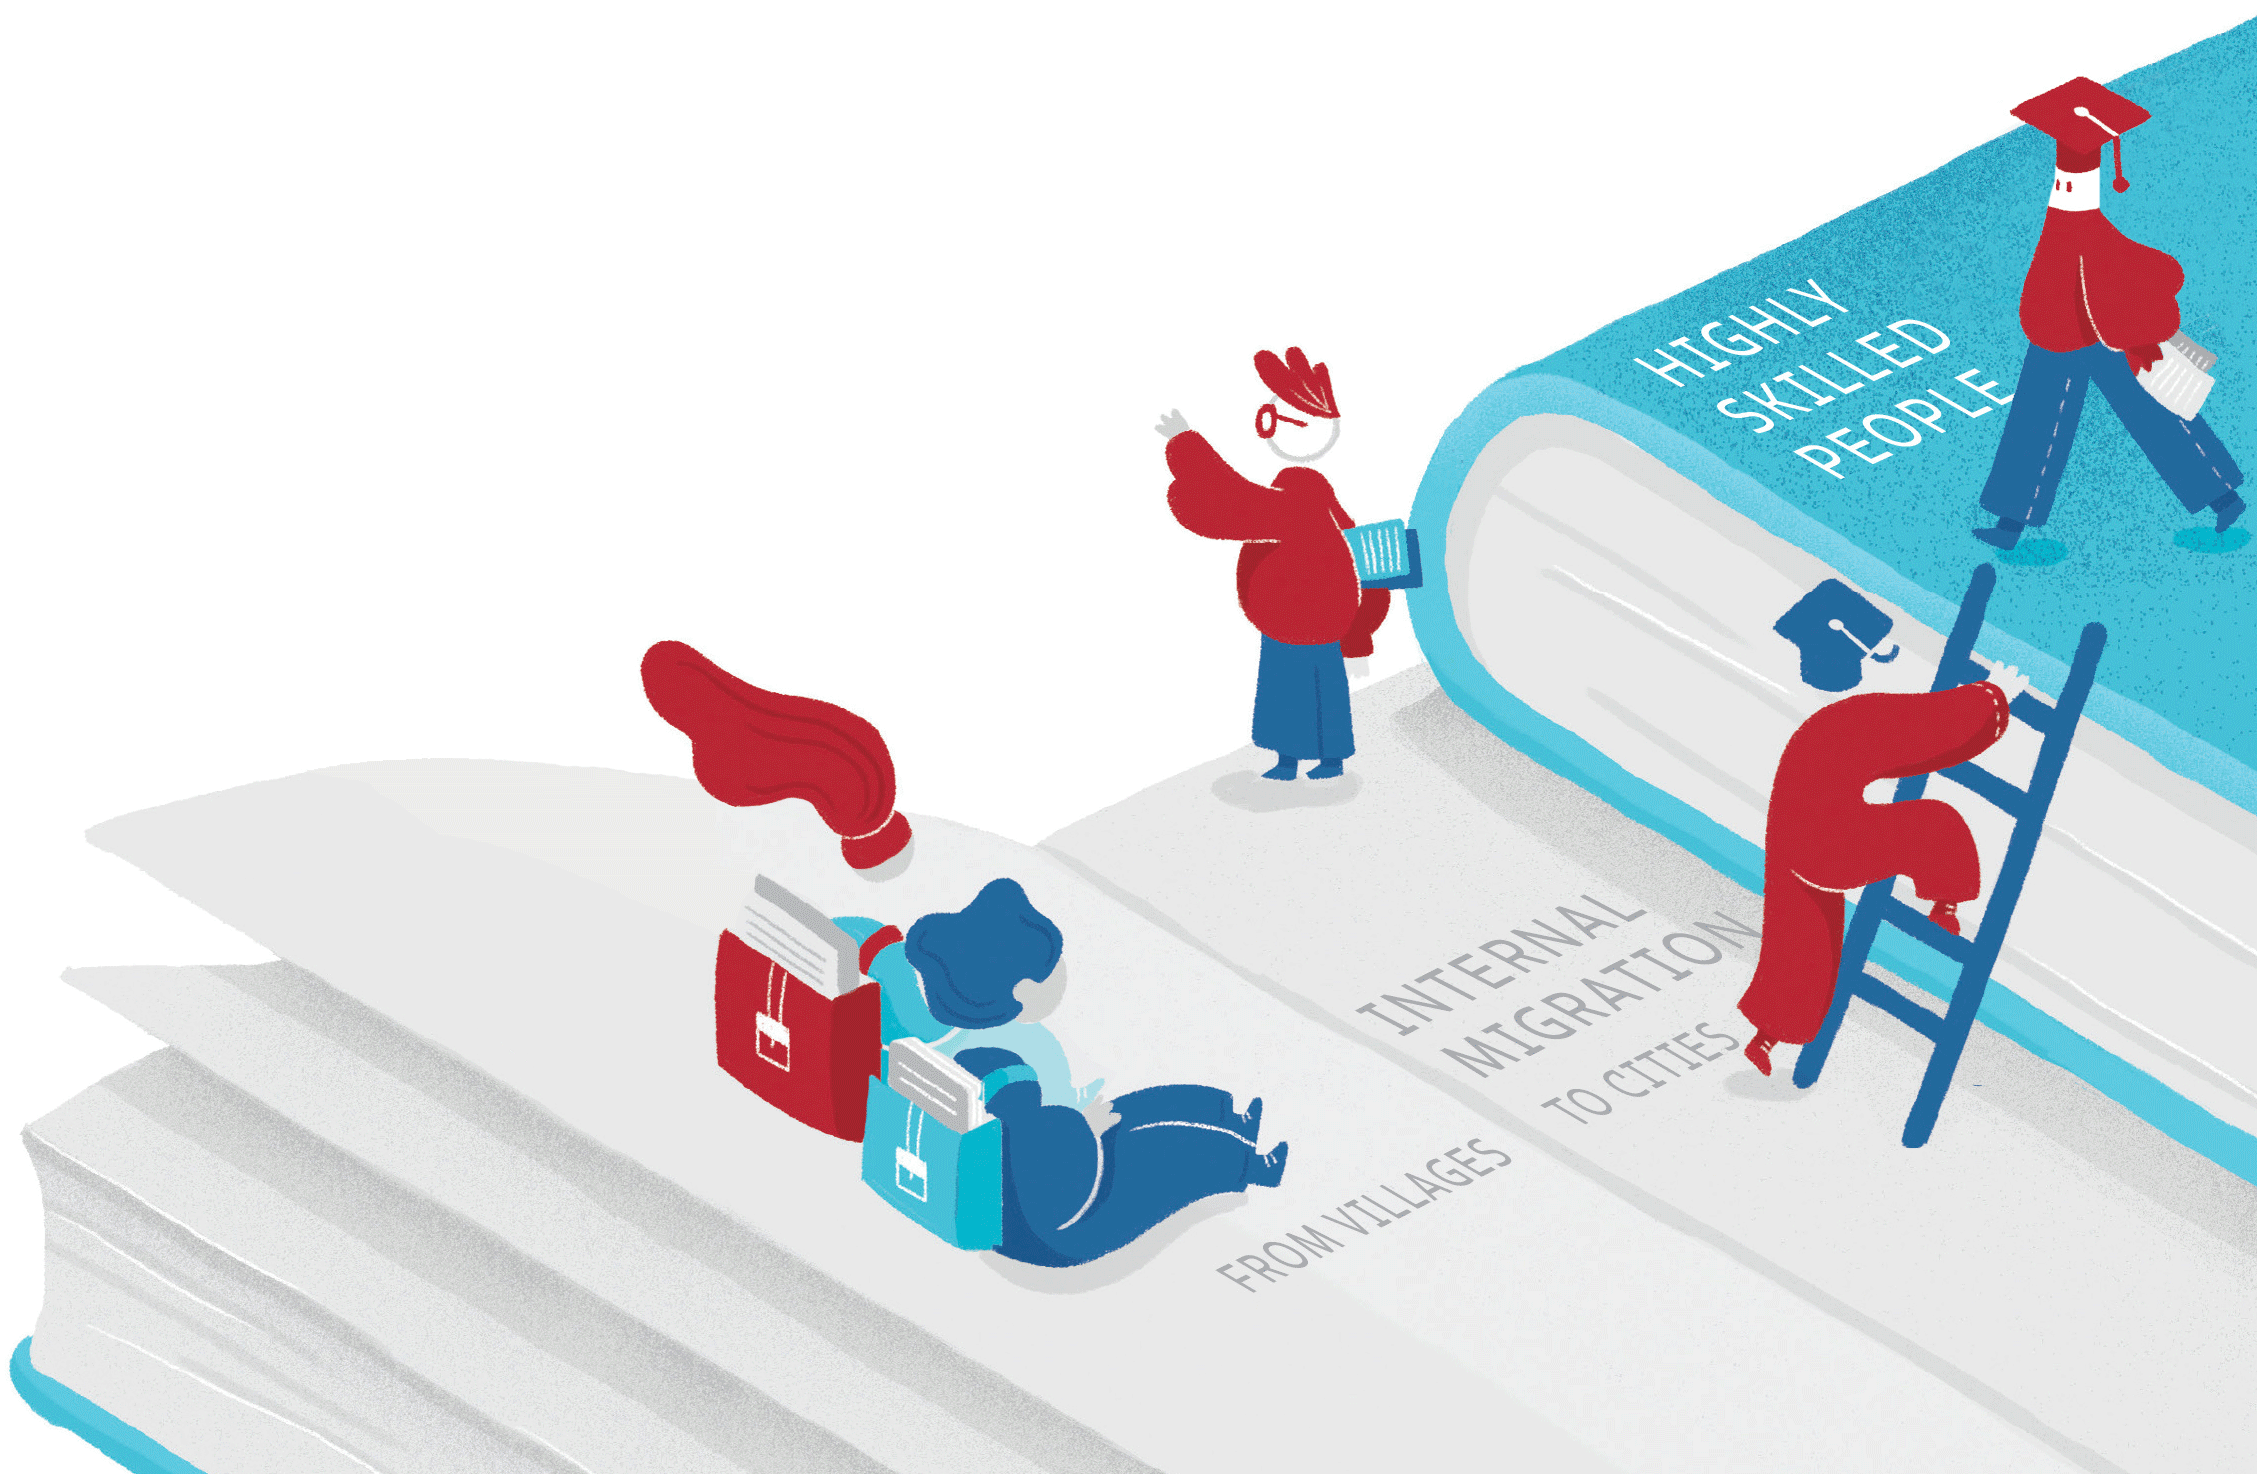 HIGHLY
SKILLED
PEOPLE
INTERNAL
MIGRATION
FROM VILLAGES TO CITIES